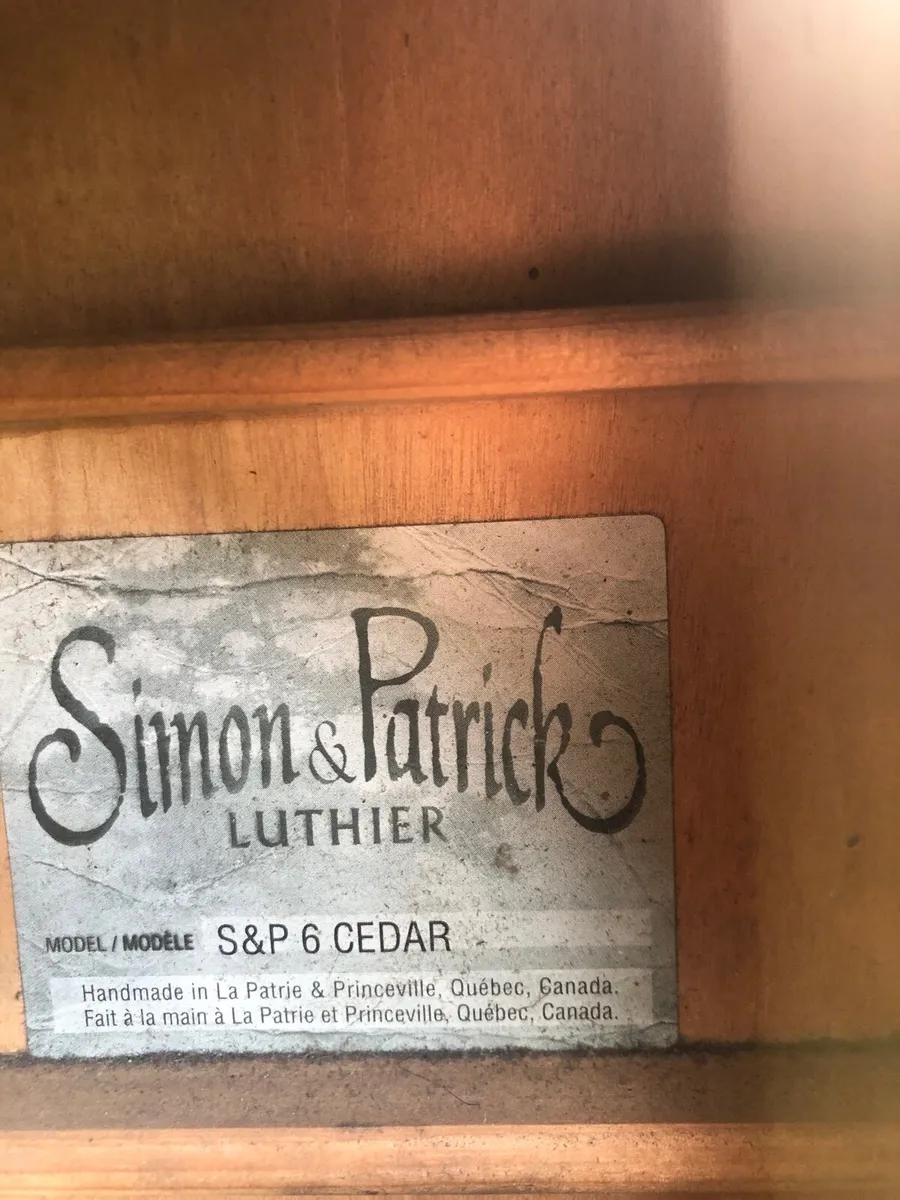 Simon & Patrick
LUTHIER
MODEL / MODÈLE S&P 6 CEDAR
Handmade in La Patrie & Princeville, Québec, Canada.
Fait à la main à La Patrie et Princeville, Québec, Canada.